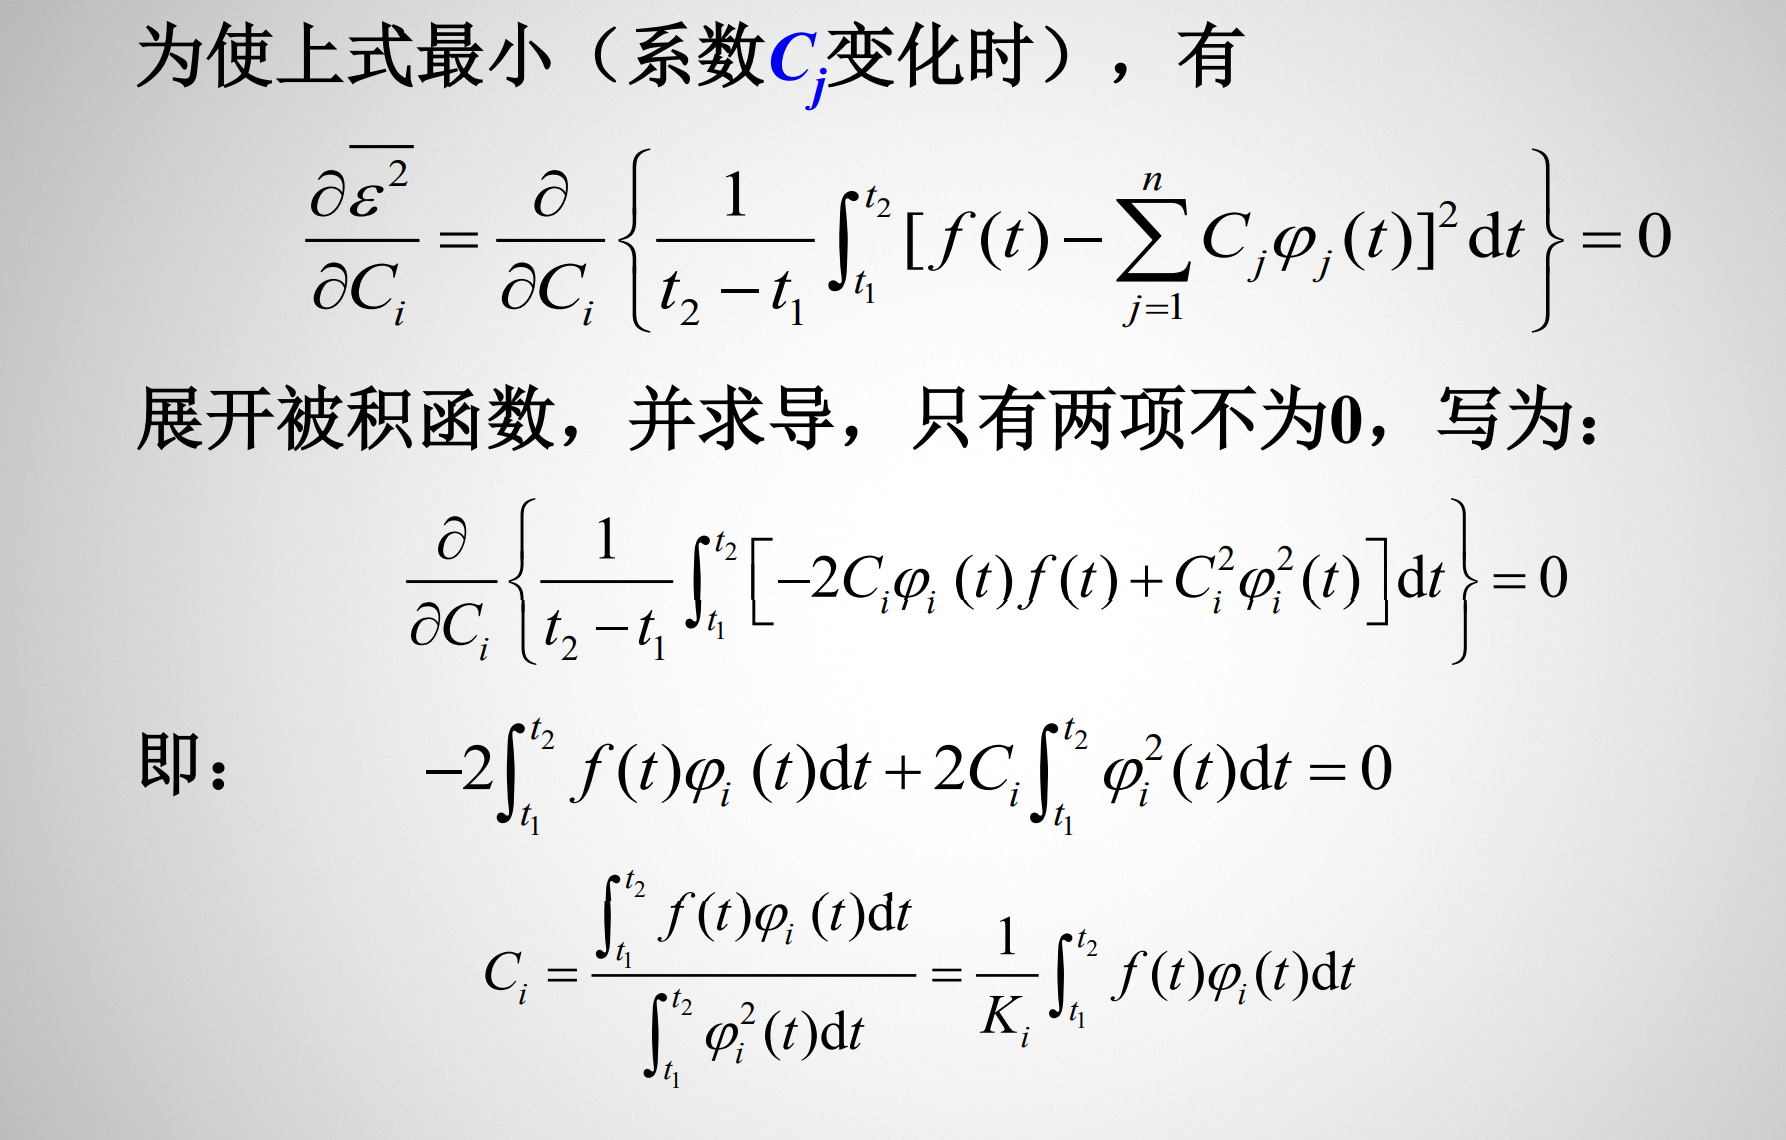 为使上式最小（系数C_j变化时），有
$\frac{\partial \overline{\varepsilon^2}}{\partial C_i} = \frac{\partial}{\partial C_i} \left\{ \frac{1}{t_2 - t_1} \int_{t_1}^{t_2} [f(t) - \sum_{j=1}^{n} C_j \varphi_j(t)]^2 \mathrm{d}t \right\} = 0$
展开被积函数，并求导，只有两项不为0，写为：
$\frac{\partial}{\partial C_i} \left\{ \frac{1}{t_2 - t_1} \int_{t_1}^{t_2} \left[ -2C_i \varphi_i(t) f(t) + C_i^2 \varphi_i^2(t) \right] \mathrm{d}t \right\} = 0$
即： $-2\int_{t_1}^{t_2} f(t)\varphi_i(t)\mathrm{d}t + 2C_i \int_{t_1}^{t_2} \varphi_i^2(t)\mathrm{d}t = 0$
$C_i = \frac{\int_{t_1}^{t_2} f(t)\varphi_i(t)\mathrm{d}t}{\int_{t_1}^{t_2} \varphi_i^2(t)\mathrm{d}t} = \frac{1}{K_i} \int_{t_1}^{t_2} f(t)\varphi_i(t)\mathrm{d}t$